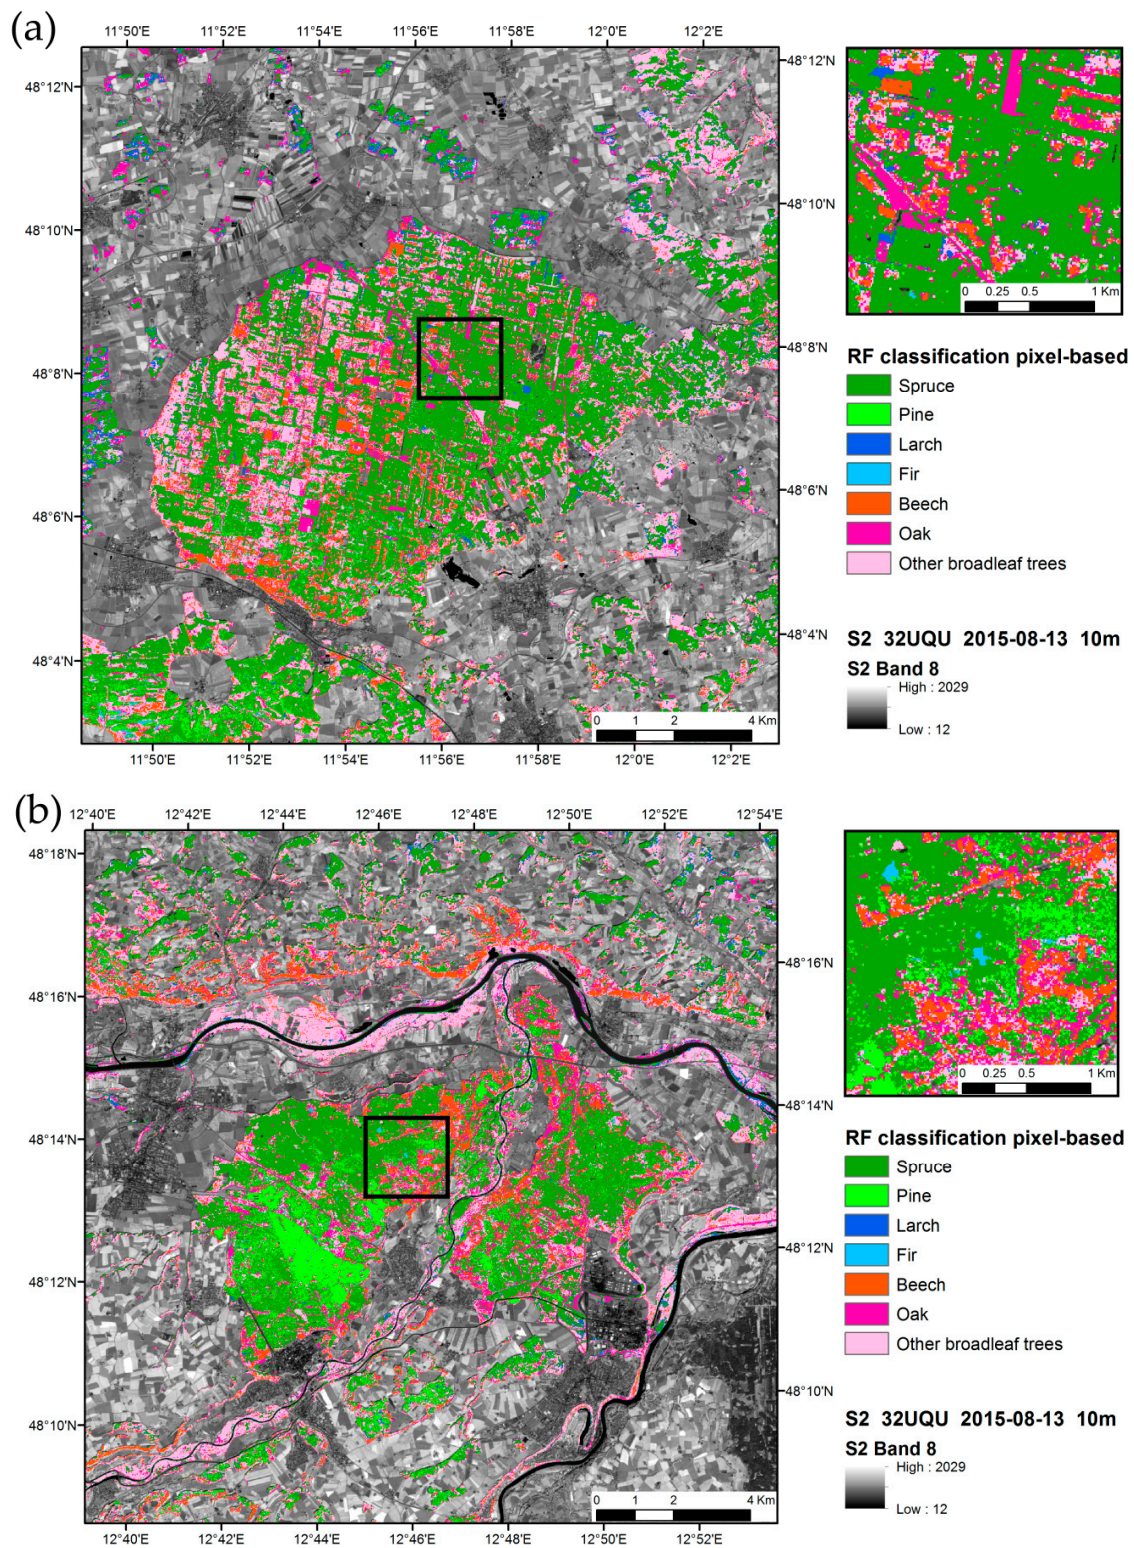 (a)
11°50'E 11°52'E 11°54'E 11°56'E 11°58'E 12°0'E 12°2'E
48°12'N
48°10'N
48°8'N
48°6'N
48°4'N
48°12'N
48°10'N
48°8'N
48°6'N
48°4'N
0 1 2 4 Km
11°50'E 11°52'E 11°54'E 11°56'E 11°58'E 12°0'E 12°2'E
0 0.25 0.5 1 Km
RF classification pixel-based
Spruce
Pine
Larch
Fir
Beech
Oak
Other broadleaf trees
S2 32UQU 2015-08-13 10m
S2 Band 8
High : 2029
Low : 12
(b)
12°40'E 12°42'E 12°44'E 12°46'E 12°48'E 12°50'E 12°52'E 12°54'E
48°18'N
48°16'N
48°14'N
48°12'N
48°10'N
48°16'N
48°14'N
48°12'N
48°10'N
0 1 2 4 Km
12°40'E 12°42'E 12°44'E 12°46'E 12°48'E 12°50'E 12°52'E
0 0.25 0.5 1 Km
RF classification pixel-based
Spruce
Pine
Larch
Fir
Beech
Oak
Other broadleaf trees
S2 32UQU 2015-08-13 10m
S2 Band 8
High : 2029
Low : 12